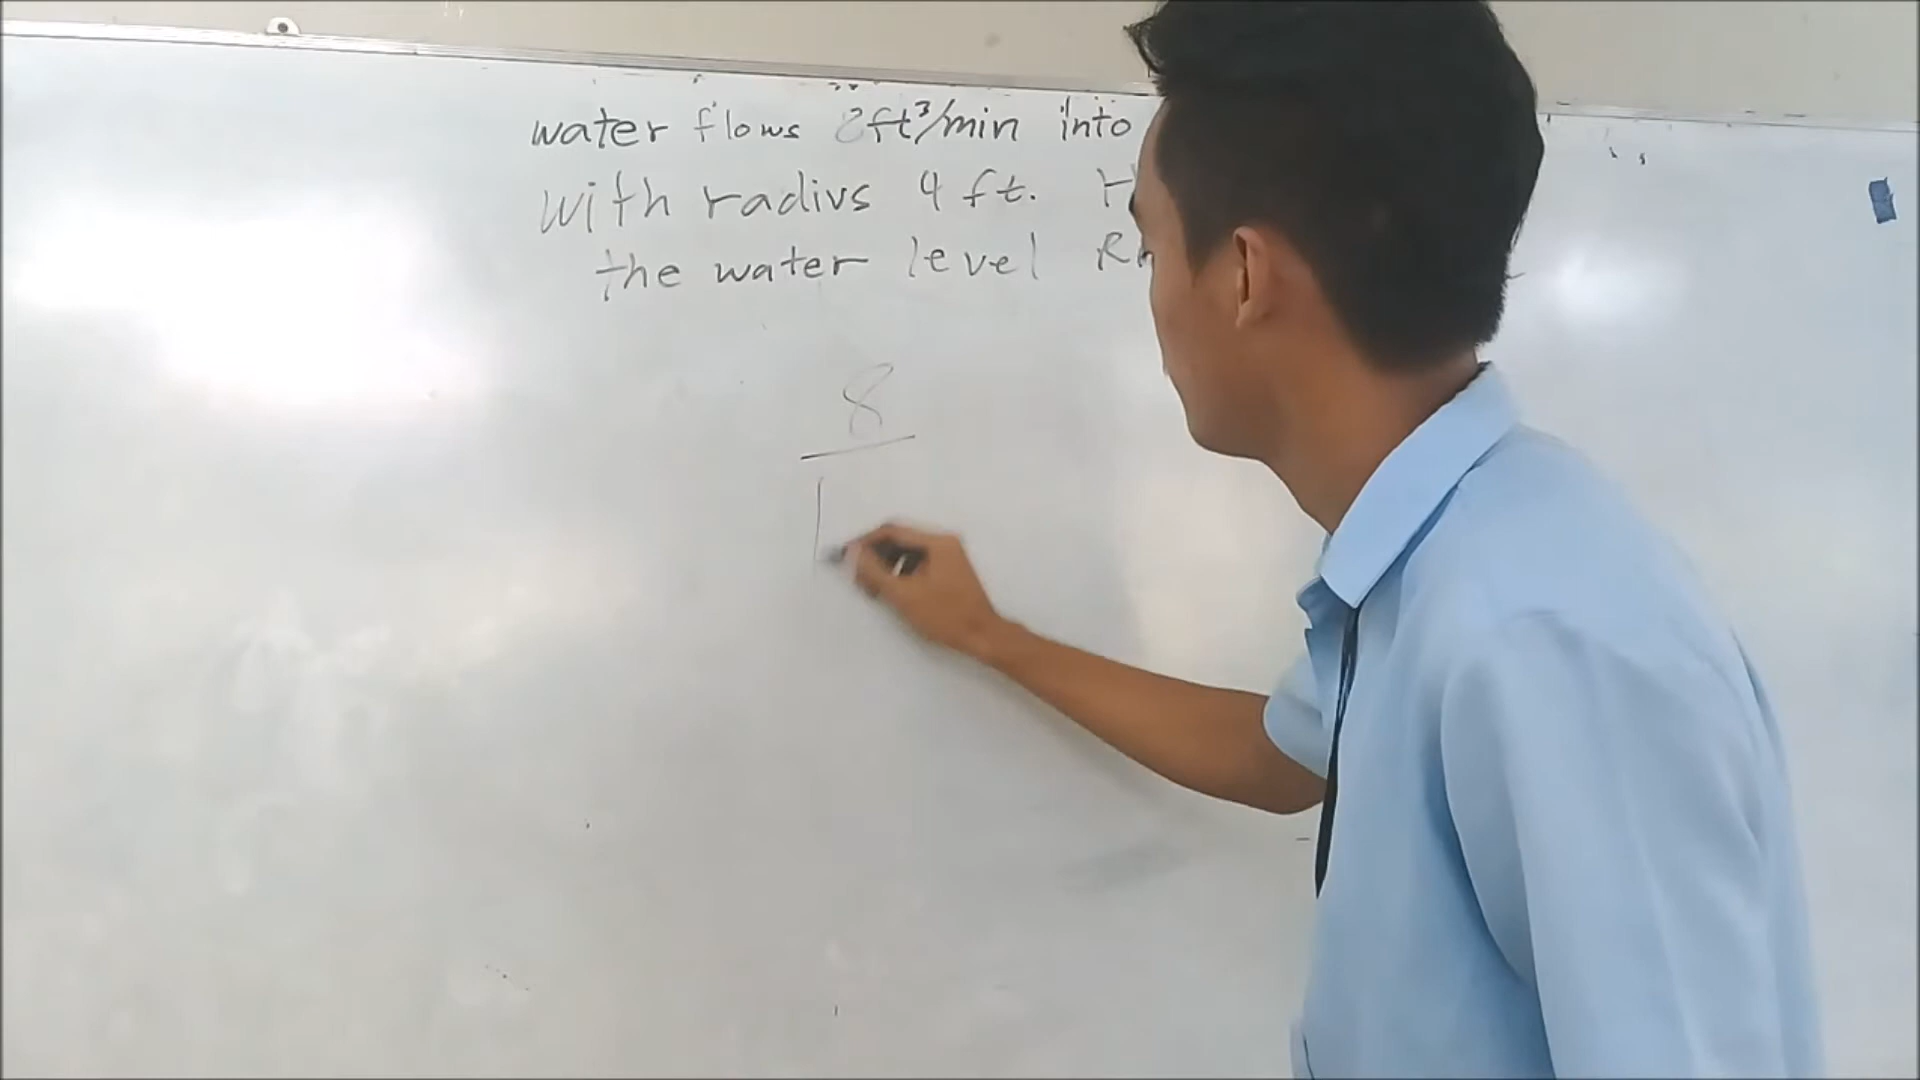 water flows 8ft³/min into
with radius 4 ft.
the water level
8